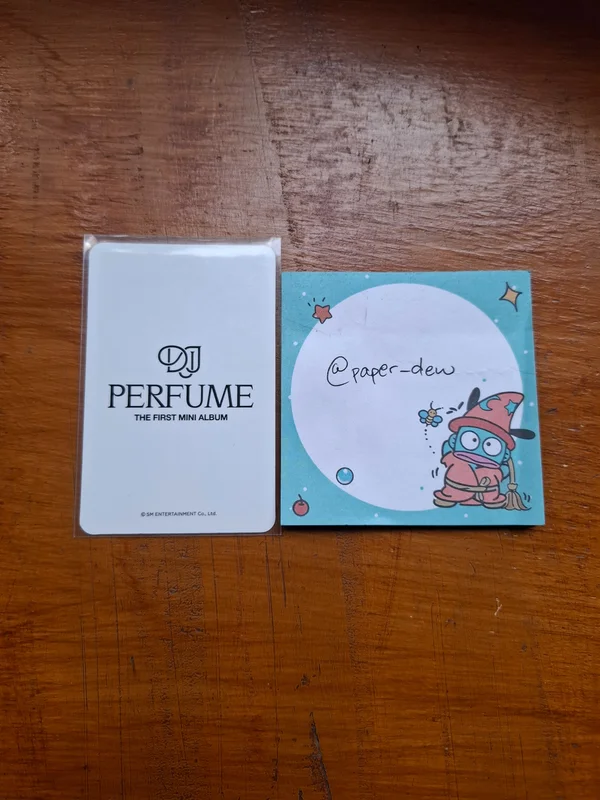 DJ
PERFUME
THE FIRST MINI ALBUM
© SM ENTERTAINMENT Co., Ltd.
@paper_dew